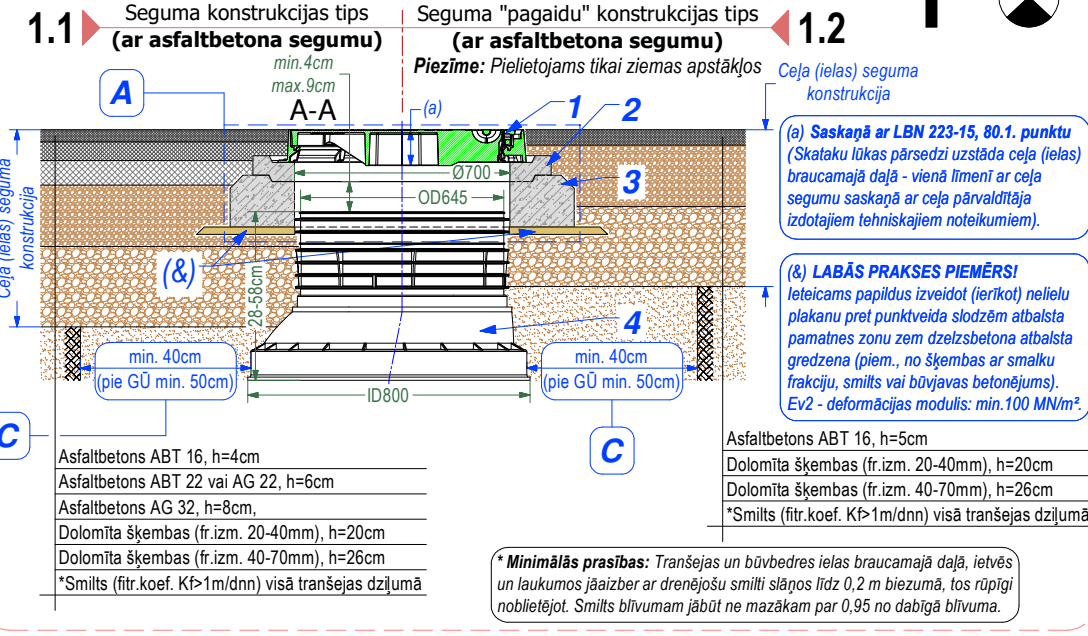 1.1
Seguma konstrukcijas tips
(ar asfaltbetona segumu)
Seguma "pagaidu" konstrukcijas tips
(ar asfaltbetona segumu)
1.2
Piezīme: Pielietojams tikai ziemas apstākļos
min.4cm
max.9cm
A-A
A
(a)
1
2
3
4
Ø700
OD645
28-58cm
(&)
ID800
Ceļa (ielas) seguma
konstrukcija
Ceļa (ielas) seguma
konstrukcija
(a) Saskaņā ar LBN 223-15, 80.1. punktu
(Skataku lūkas pārsedzi uzstāda ceļa (ielas)
braucamajā daļā - vienā līmenī ar ceļa
segumu saskaņā ar ceļa pārvaldītāja
izdotajiem tehniskajiem noteikumiem).
(&) LABĀS PRAKSES PIEMĒRS!
Ieteicams papildus izveidot (ierīkot) nelielu
plakanu pret punktveida slodzēm atbalsta
pamatnes zonu zem dzelzsbetona atbalsta
gredzena (piem., no šķembas ar smalku
frakciju, smilts vai būvjavas betonējums).
Ev2 - deformācijas modulis: min.100 MN/m².
min. 40cm
(pie GŪ min. 50cm)
min. 40cm
(pie GŪ min. 50cm)
C
C
Asfaltbetons ABT 16, h=4cm
Asfaltbetons ABT 22 vai AG 22, h=6cm
Asfaltbetons AG 32, h=8cm,
Dolomīta šķembas (fr.izm. 20-40mm), h=20cm
Dolomīta šķembas (fr.izm. 40-70mm), h=26cm
*Smilts (fitr.koef. Kf>1m/dnn) visā tranšejas dziļumā
Asfaltbetons ABT 16, h=5cm
Dolomīta šķembas (fr.izm. 20-40mm), h=20cm
Dolomīta šķembas (fr.izm. 40-70mm), h=26cm
*Smilts (fitr.koef. Kf>1m/dnn) visā tranšejas dziļumā
* Minimālās prasības: Tranšejas un būvbedres ielas braucamajā daļā, ietvēs
un laukumos jāaizber ar drenējošu smilti slāņos līdz 0,2 m biezumā, tos rūpīgi
noblietējot. Smilts blīvumam jābūt ne mazākam par 0,95 no dabīgā blīvuma.